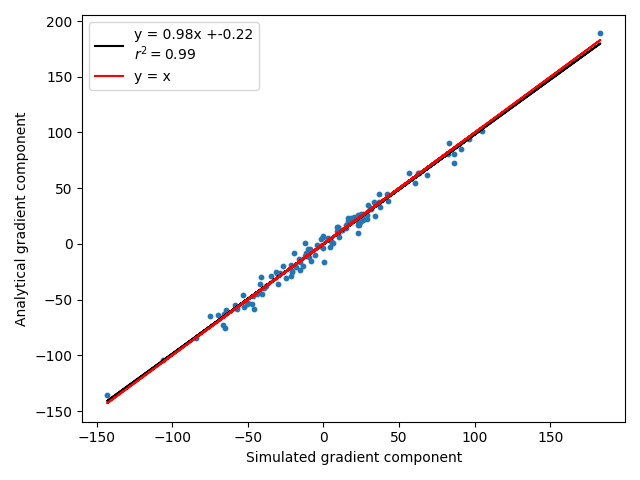 y = 0.98x +-0.22
r² = 0.99
y = x
200
150
100
50
0
−50
−100
−150
Analytical gradient component
−150 −100 −50 0 50 100 150
Simulated gradient component